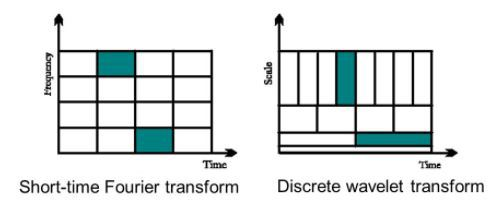 Frequency
Time
Short-time Fourier transform
Scale
Time
Discrete wavelet transform